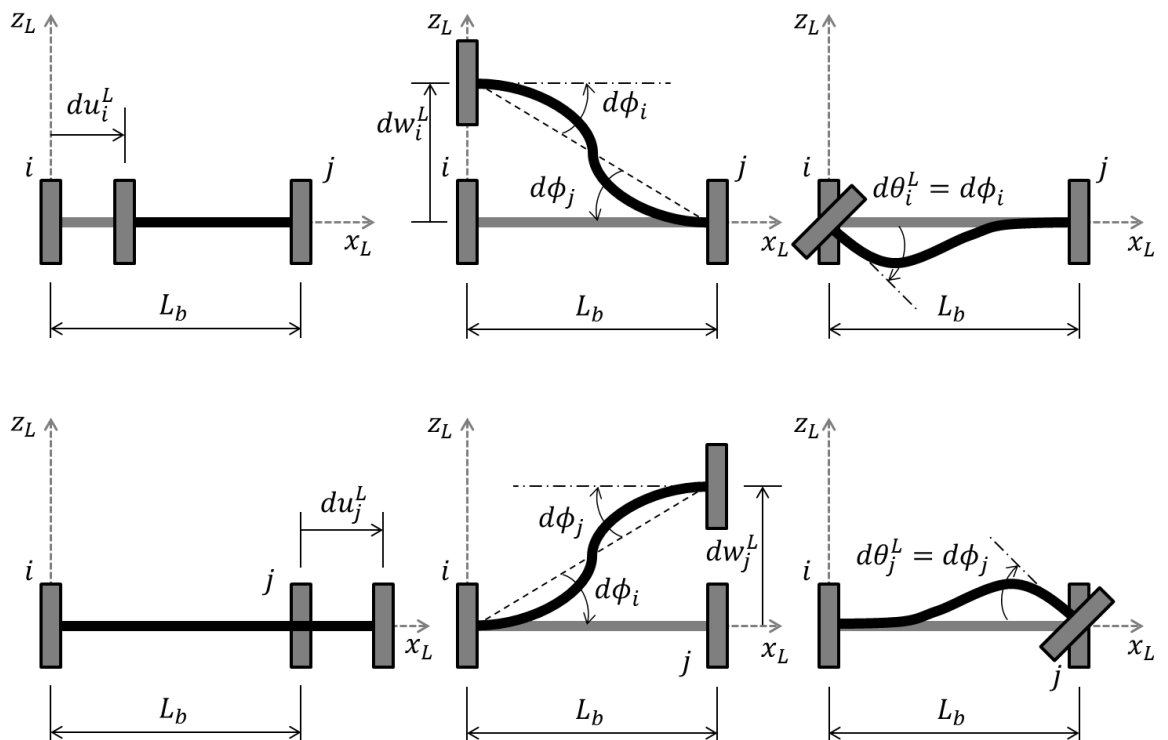 z_L
du_i^L
i
j
x_L
L_b
z_L
dw_i^L
dϕ_i
i
dϕ_j
j
x_L
L_b
z_L
i
dθ_i^L = dϕ_i
j
x_L
L_b
z_L
du_j^L
i
j
x_L
L_b
z_L
dϕ_j
dw_j^L
i
dϕ_i
j
x_L
L_b
z_L
dθ_j^L = dϕ_j
i
j
x_L
L_b